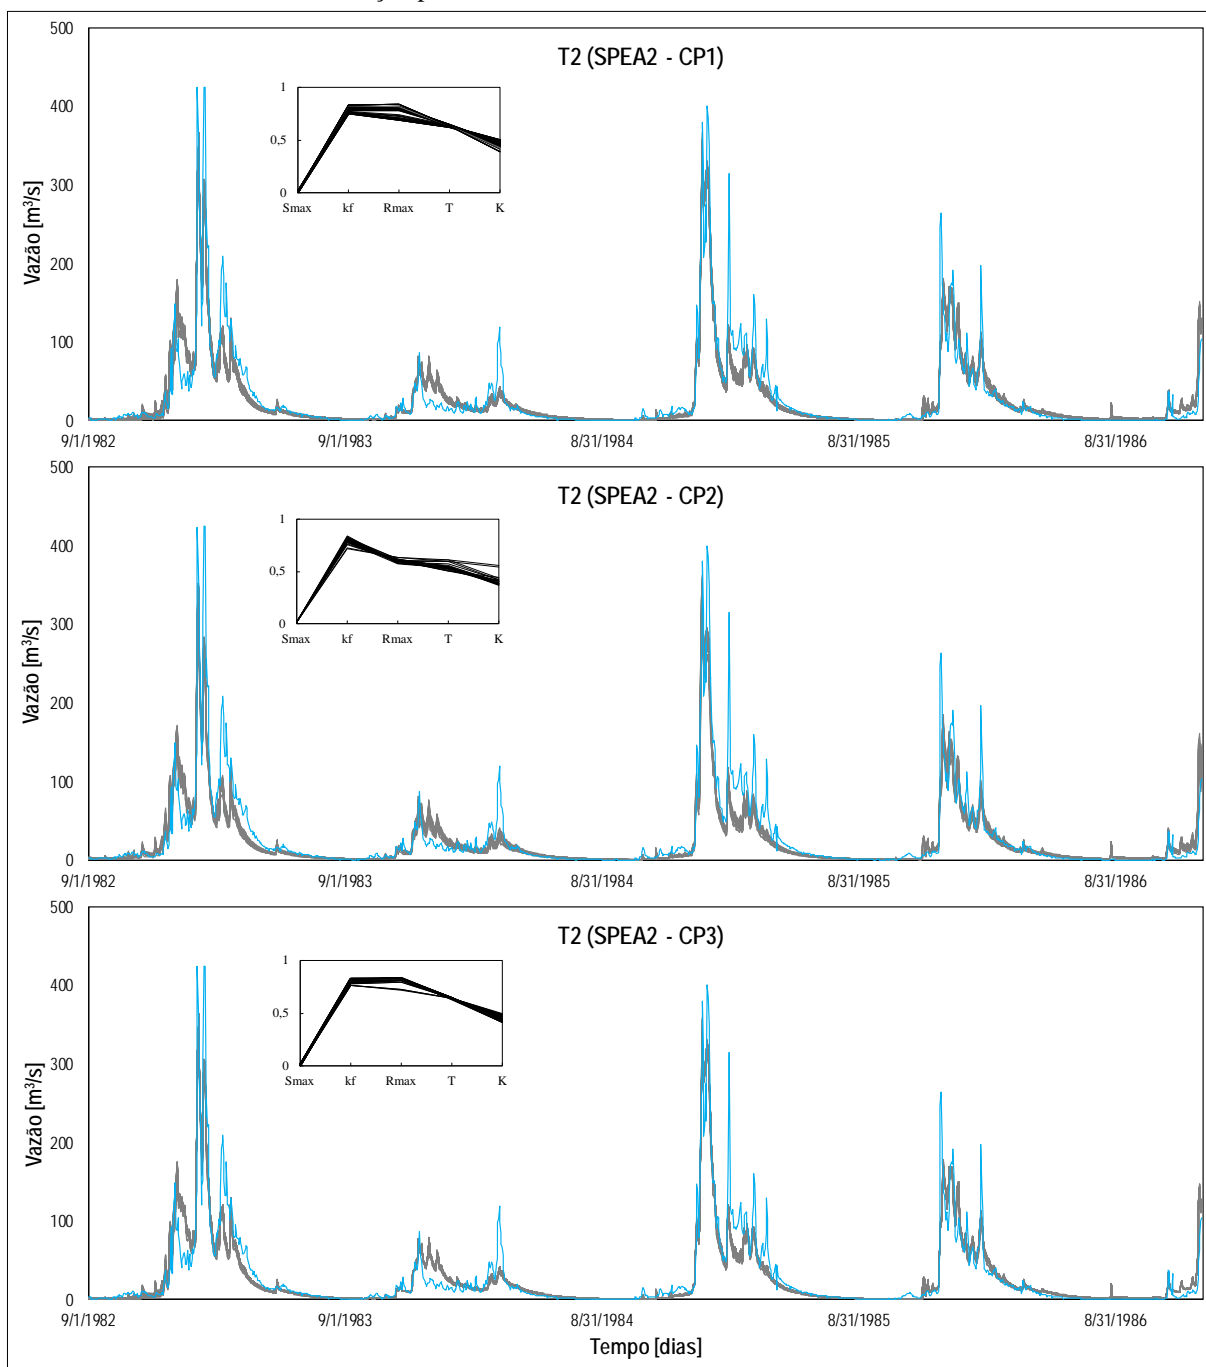 500
T2 (SPEA2 - CP1)
400
300
200
100
0
Vazão [m³/s]
1
0,5
0
Smax kf Rmax T K
9/1/1982 9/1/1983 8/31/1984 8/31/1985 8/31/1986
500
T2 (SPEA2 - CP2)
400
300
200
100
0
Vazão [m³/s]
1
0,5
0
Smax kf Rmax T K
9/1/1982 9/1/1983 8/31/1984 8/31/1985 8/31/1986
500
T2 (SPEA2 - CP3)
400
300
200
100
0
Vazão [m³/s]
1
0,5
0
Smax kf Rmax T K
9/1/1982 9/1/1983 8/31/1984 8/31/1985 8/31/1986
Tempo [dias]